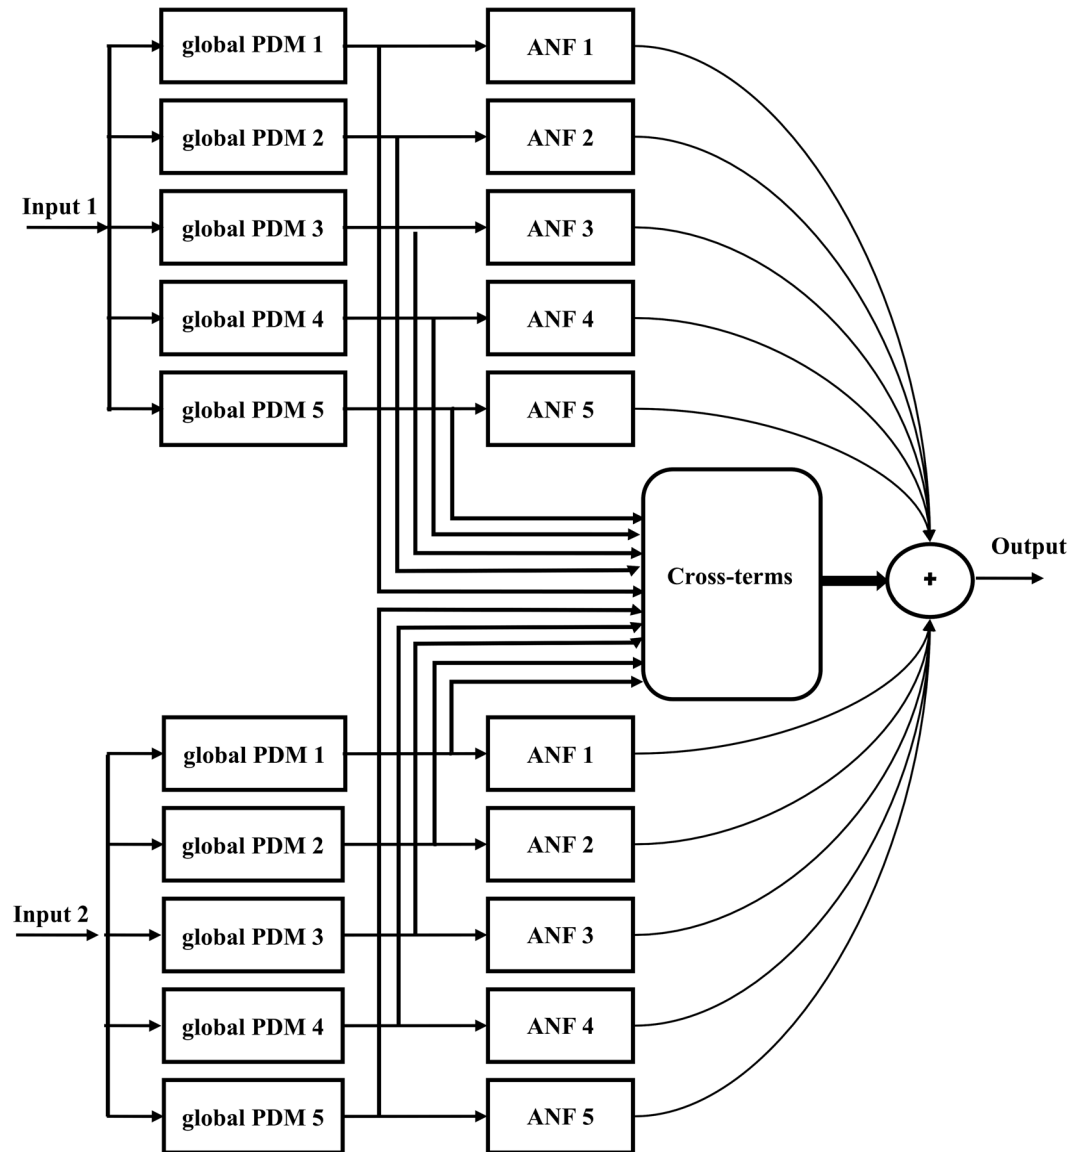 global PDM 1
ANF 1
global PDM 2
ANF 2
Input 1
global PDM 3
ANF 3
global PDM 4
ANF 4
global PDM 5
ANF 5
Cross-terms
+
Output
global PDM 1
ANF 1
global PDM 2
ANF 2
Input 2
global PDM 3
ANF 3
global PDM 4
ANF 4
global PDM 5
ANF 5